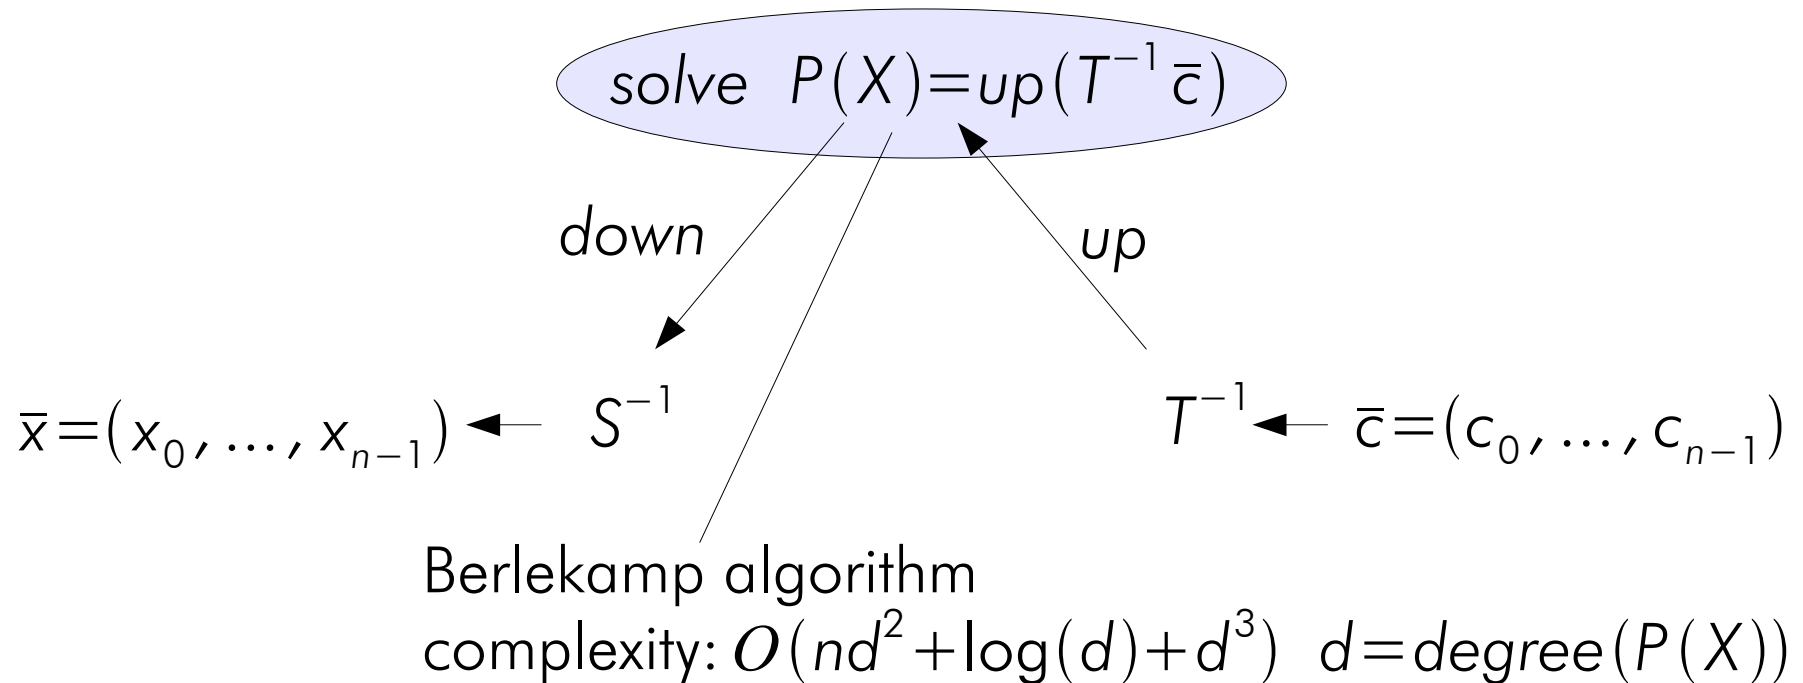 solve P(X)=up(T⁻¹ c̅)
down
up
x̅=(x₀, ..., xₙ₋₁)
S⁻¹
T⁻¹
c̅=(c₀, ..., cₙ₋₁)
Berlekamp algorithm
complexity: O(nd²+log(d)+d³) d=degree(P(X))